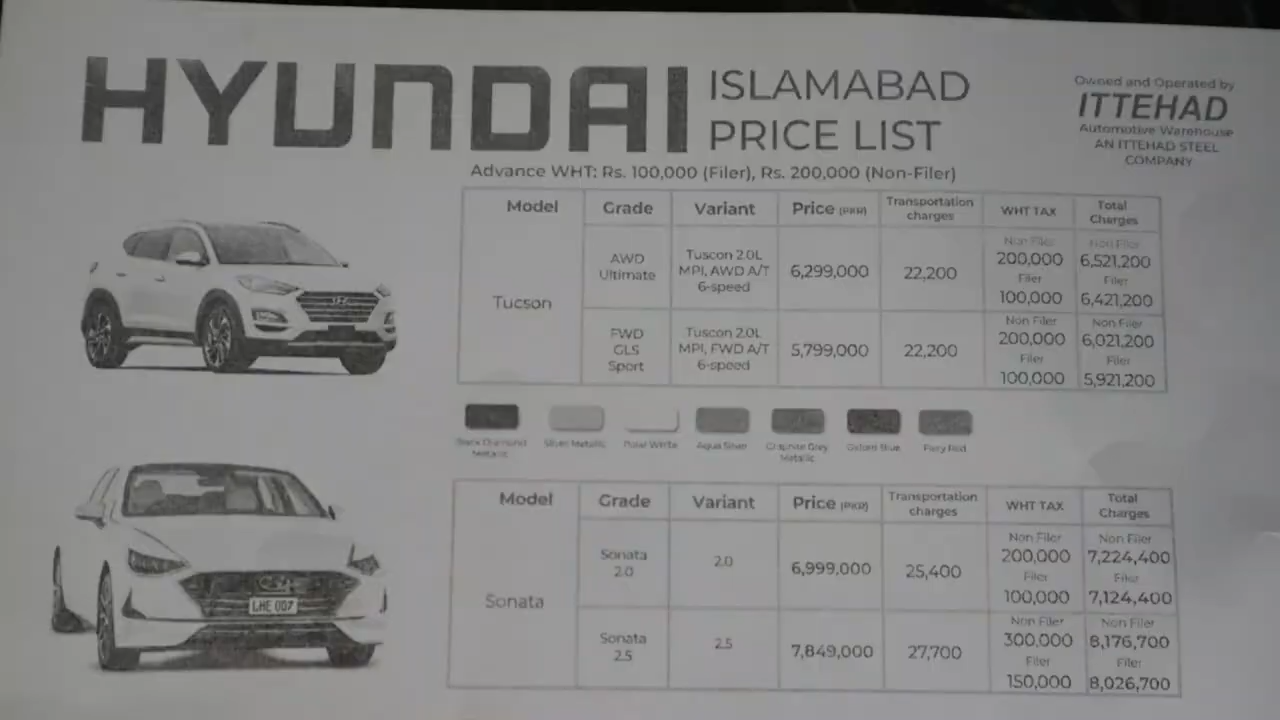 HYUNDAI
ISLAMABAD
PRICE LIST
Owned and Operated by
ITTEHAD
Automotive Warehouse
AN ITTEHAD STEEL
COMPANY
Advance WHT: Rs. 100,000 (Filer), Rs. 200,000 (Non-Filer)
Model Grade Variant Price (PKR) Transportation charges WHT TAX Total Charges
Tucson
AWD
Ultimate
Tuscon 2.0L
MPI, AWD A/T
6-speed
6,299,000
22,200
Non Filer
200,000
Filer
100,000
Non Filer
6,521,200
Filer
6,421,200
FWD
GLS
Sport
Tuscon 2.0L
MPI, FWD A/T
6-speed
5,799,000
22,200
Non Filer
200,000
Filer
100,000
Non Filer
6,021,200
Filer
5,921,200
Black Diamond
Metallic
Silver Metallic
Polar White
Aqua Silver
Graphite Grey
Metallic
Oxford Blue
Fiery Red
Model Grade Variant Price (PKR) Transportation charges WHT TAX Total Charges
Sonata
Sonata
2.0
2.0
6,999,000
25,400
Non Filer
200,000
Filer
100,000
Non Filer
7,224,400
Filer
7,124,400
Sonata
2.5
2.5
7,849,000
27,700
Non Filer
300,000
Filer
150,000
Non Filer
8,176,700
Filer
8,026,700
LHE 007